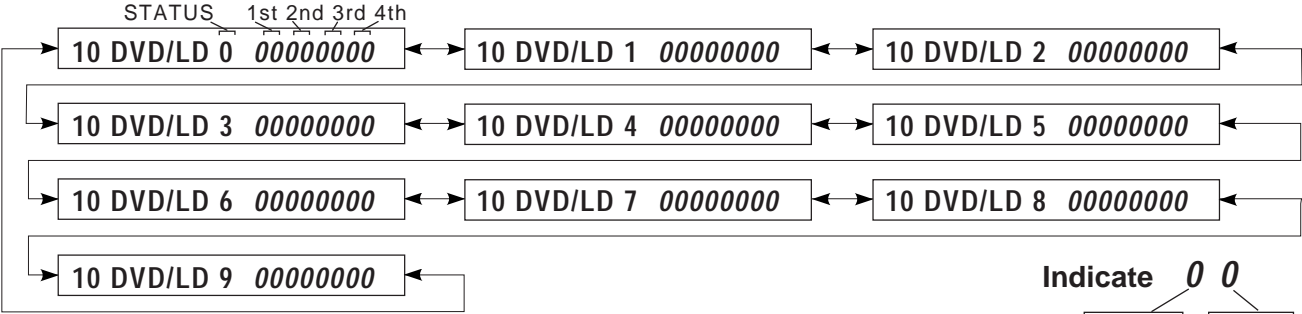 STATUS 1st 2nd 3rd 4th
10 DVD/LD 0 00000000 10 DVD/LD 1 00000000 10 DVD/LD 2 00000000
10 DVD/LD 3 00000000 10 DVD/LD 4 00000000 10 DVD/LD 5 00000000
10 DVD/LD 6 00000000 10 DVD/LD 7 00000000 10 DVD/LD 8 00000000
10 DVD/LD 9 00000000
Indicate 0 0